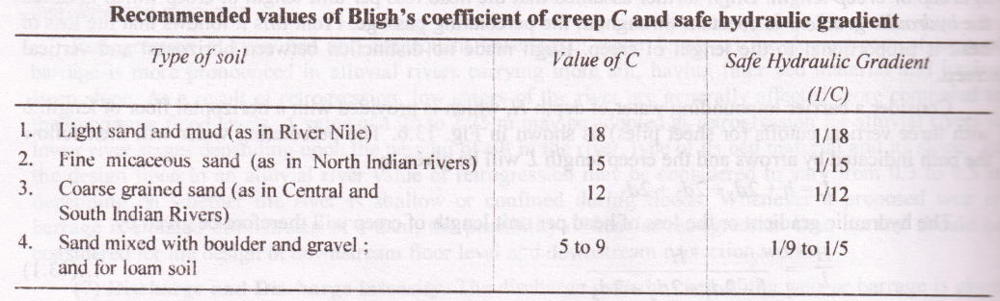 Recommended values of Bligh's coefficient of creep C and safe hydraulic gradient
Type of soil Value of C Safe Hydraulic Gradient
(1/C)
1. Light sand and mud (as in River Nile) 18 1/18
2. Fine micaceous sand (as in North Indian rivers) 15 1/15
3. Coarse grained sand (as in Central and 12 1/12
South Indian Rivers)
4. Sand mixed with boulder and gravel ; 5 to 9 1/9 to 1/5
and for loam soil